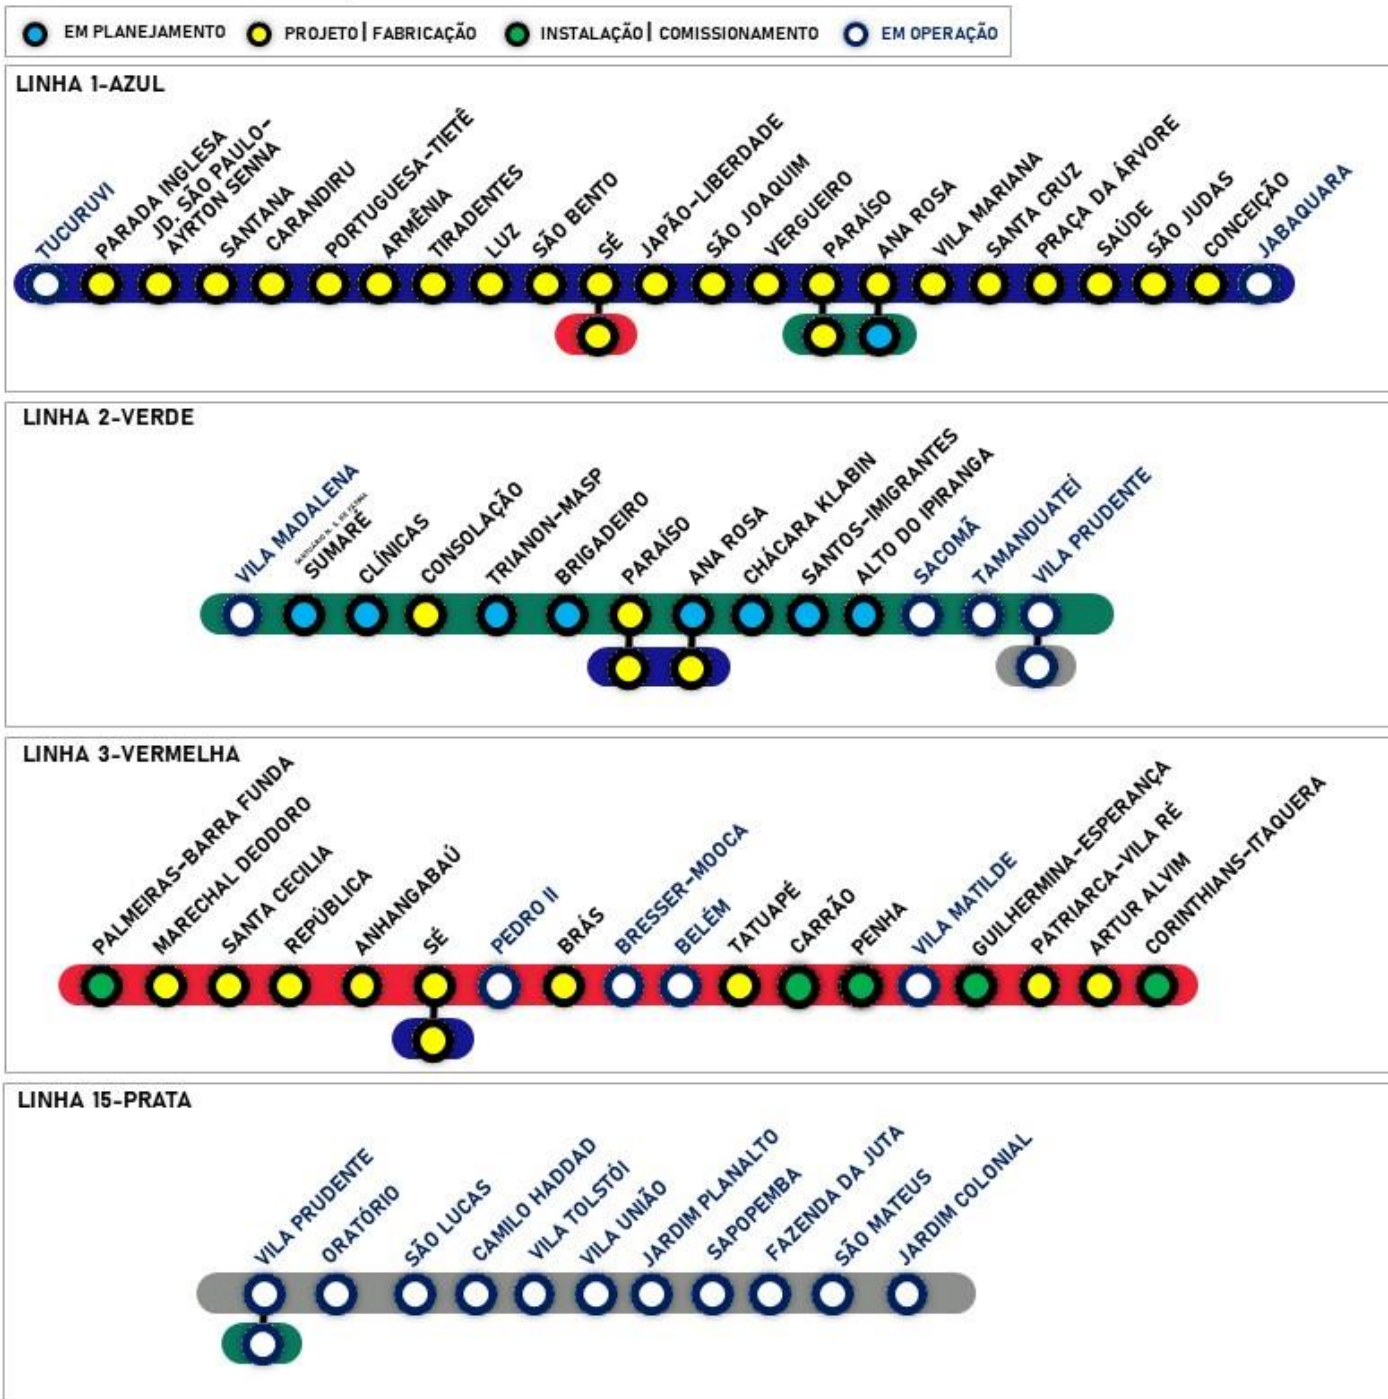 EM PLANEJAMENTO
PROJETO | FABRICAÇÃO
INSTALAÇÃO | COMISSIONAMENTO
EM OPERAÇÃO
LINHA 1-AZUL
TUCURUVI
PARADA INGLESA
JD. SÃO PAULO-
AYRTON SENNA
SANTANA
CARANDIRU
PORTUGUESA-TIETÊ
ARMÊNIA
TIRADENTES
LUZ
SÃO BENTO
SÉ
JAPÃO-LIBERDADE
SÃO JOAQUIM
VERGUEIRO
PARAÍSO
ANA ROSA
VILA MARIANA
SANTA CRUZ
PRAÇA DA ÁRVORE
SAÚDE
SÃO JUDAS
CONCEIÇÃO
JABAQUARA
LINHA 2-VERDE
VILA MADALENA
SANTUÁRIO N. S. DE FÁTIMA
SUMARÉ
CLÍNICAS
CONSOLAÇÃO
TRIANON-MASP
BRIGADEIRO
PARAÍSO
ANA ROSA
CHÁCARA KLABIN
SANTOS-IMIGRANTES
ALTO DO IPIRANGA
SACOMÃ
TAMANDUATEÍ
VILA PRUDENTE
LINHA 3-VERMELHA
PALMEIRAS-BARRA FUNDA
MARECHAL DEODORO
SANTA CECILIA
REPÚBLICA
ANHANGABAÚ
SÉ
PEDRO II
BRÁS
BRESSER-MOOCA
BELÉM
TATUAPÉ
CARRÃO
PENHA
VILA MATILDE
GUILHERMINA-ESPERANÇA
PATRIARCA-VILA RÉ
ARTUR ALVIM
CORINTHIANS-ITAQUERA
LINHA 15-PRATA
VILA PRUDENTE
ORATÓRIO
SÃO LUCAS
CAMILO HADDAD
VILA TOLSTÓI
VILA UNIÃO
JARDIM PLANALTO
SAPOPEMBA
FAZENDA DA JUTA
SÃO MATEUS
JARDIM COLONIAL